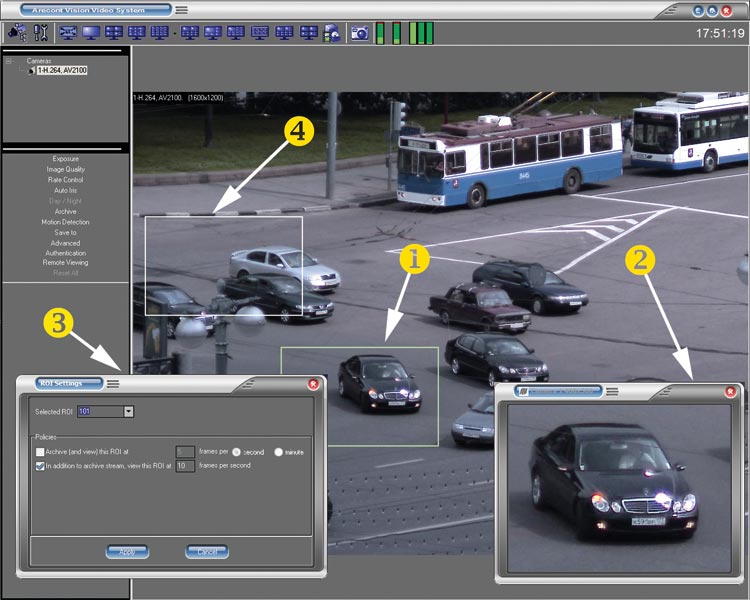 Arecont Vision Video System
17:51:19
Cameras
1-H.264, AV2100
1-H.264, AV2100. (1600x1200)
Exposure
Image Quality
Rate Control
Auto Iris
Day / Night
Archive
Motion Detection
Save to
Advanced
Authentication
Remote Viewing
Reset All
4
1
2
3
8445
ROI Settings
Selected ROI 101
Policies
Archive (and view) this ROI at frames per second minute
In addition to archive stream, view this ROI at 10 frames per second
Apply Cancel